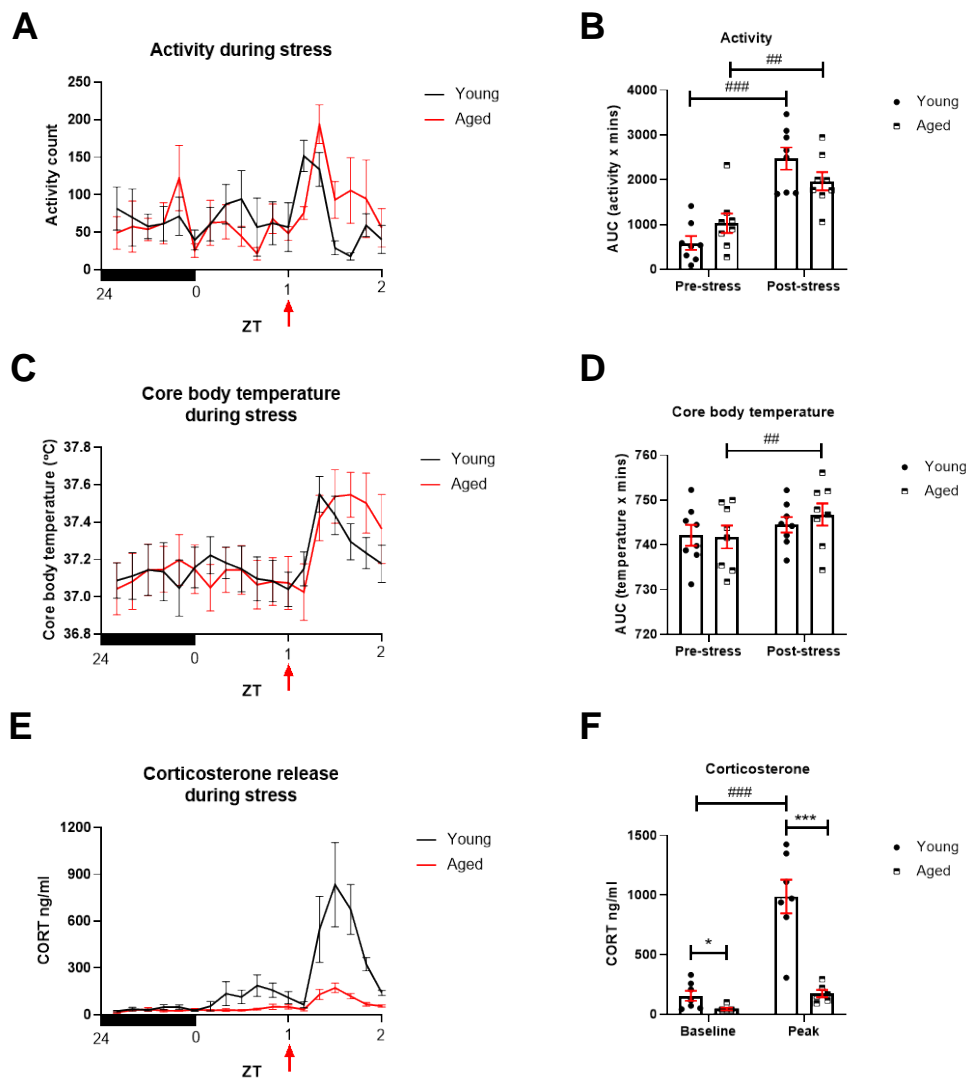 A
Activity during stress
Activity count
250
200
150
100
50
0
24
0
1
2
ZT
Young
Aged
B
Activity
##
###
AUC (activity x mins)
4000
3000
2000
1000
0
Pre-stress
Post-stress
Young
Aged
C
Core body temperature
during stress
Core body temperature (°C)
37.8
37.6
37.4
37.2
37.0
36.8
24
0
1
2
ZT
Young
Aged
D
Core body temperature
##
AUC (temperature x mins)
760
750
740
730
720
Pre-stress
Post-stress
Young
Aged
E
Corticosterone release
during stress
CORT ng/ml
1200
900
600
300
0
24
0
1
2
ZT
Young
Aged
F
Corticosterone
###
***
*
CORT ng/ml
1500
1000
500
0
Baseline
Peak
Young
Aged